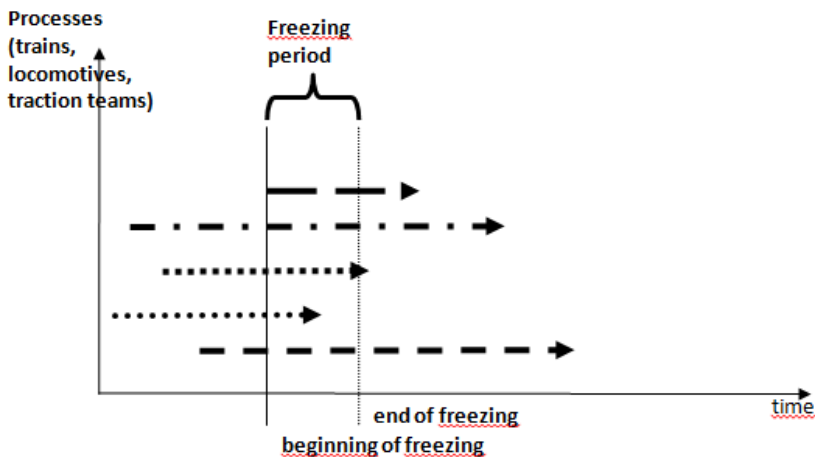 Processes
(trains,
locomotives,
traction teams)
Freezing
period
time
end of freezing
beginning of freezing